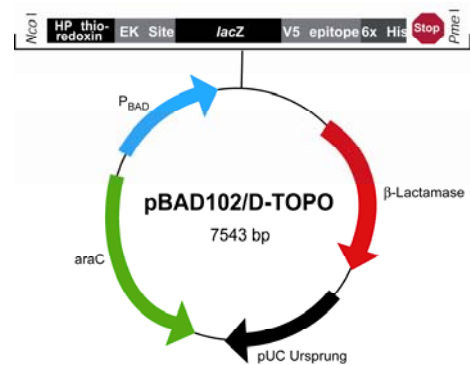 Nco I
HP thio-
redoxin
EK Site
lacZ
V5 epitope
6x His
Stop
Pme I
PBAD
β-Lactamase
pBAD102/D-TOPO
7543 bp
araC
pUC Ursprung